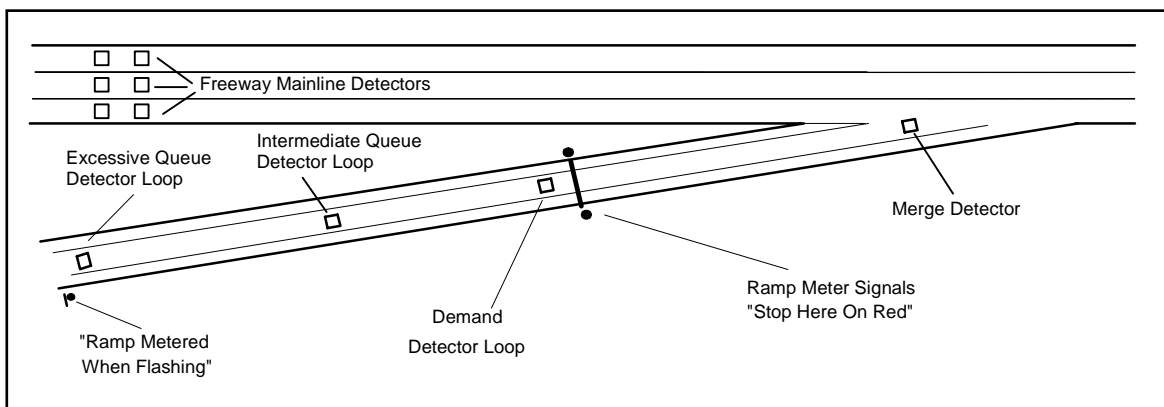 Freeway Mainline Detectors
Intermediate Queue
Detector Loop
Excessive Queue
Detector Loop
Merge Detector
Ramp Meter Signals
"Stop Here On Red"
Demand
Detector Loop
"Ramp Metered
When Flashing"